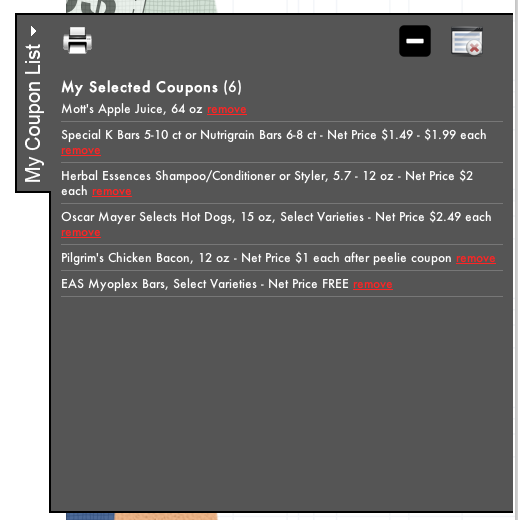 My Coupon List
My Selected Coupons (6)
Mott's Apple Juice, 64 oz remove
Special K Bars 5-10 ct or Nutrigrain Bars 6-8 ct - Net Price $1.49 - $1.99 each
remove
Herbal Essences Shampoo/Conditioner or Styler, 5.7 - 12 oz - Net Price $2
each remove
Oscar Mayer Selects Hot Dogs, 15 oz, Select Varieties - Net Price $2.49 each
remove
Pilgrim's Chicken Bacon, 12 oz - Net Price $1 each after peelie coupon remove
EAS Myoplex Bars, Select Varieties - Net Price FREE remove